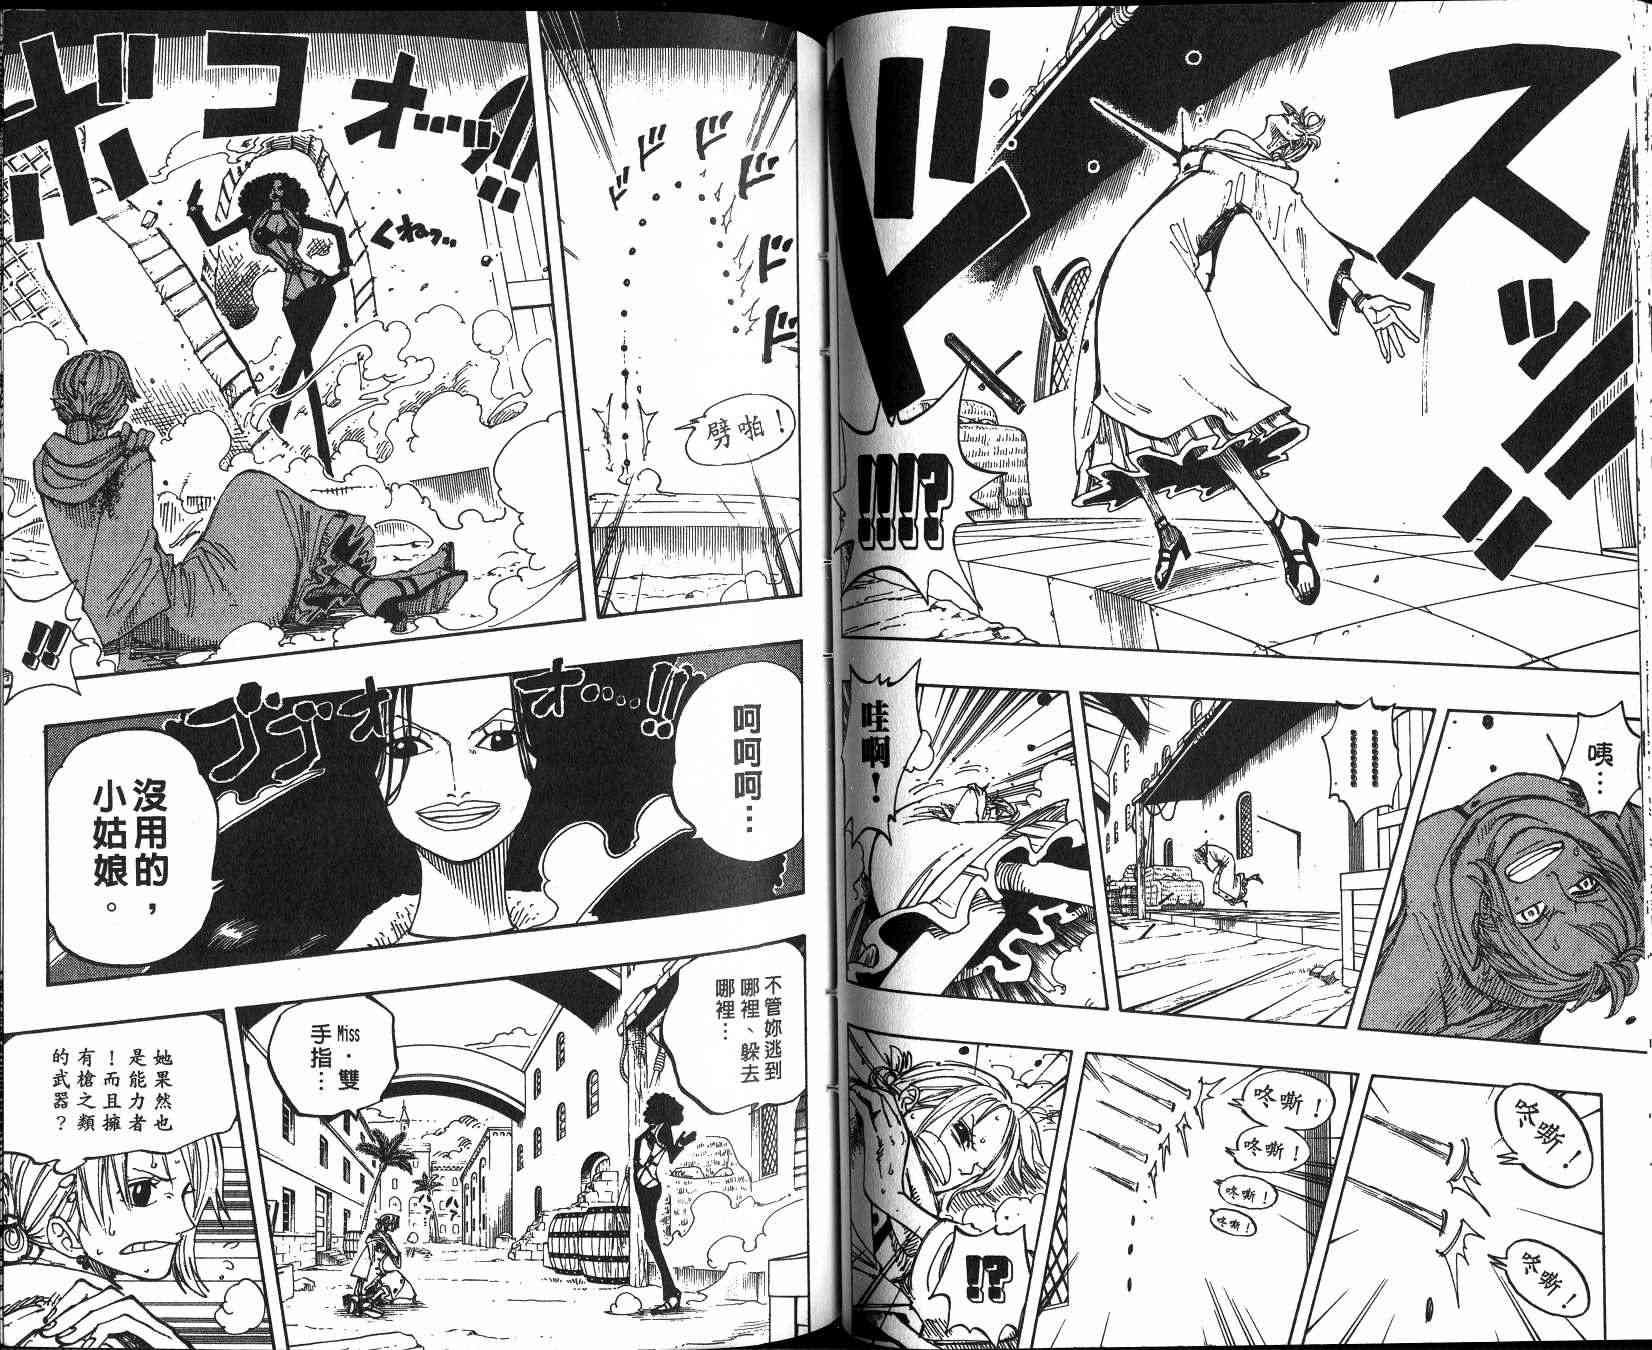 ドスッ!!
!!!!?
咦…
………………
哇啊！
咚嘶！
咚嘶！
咚嘶！
咚嘶！
咚嘶！
咚嘶！
!?
ドドドドドドド
劈啪！
ボコオ…ッ!!
くねっ…
!!
呵呵呵…
ゴゴオオ…!!
沒用的，
小姑娘。
不管妳逃到
哪裡、躲去
哪裡…
Miss・雙
手指…
她果然也
是能力者
！而且擁
有槍之類
的武器？